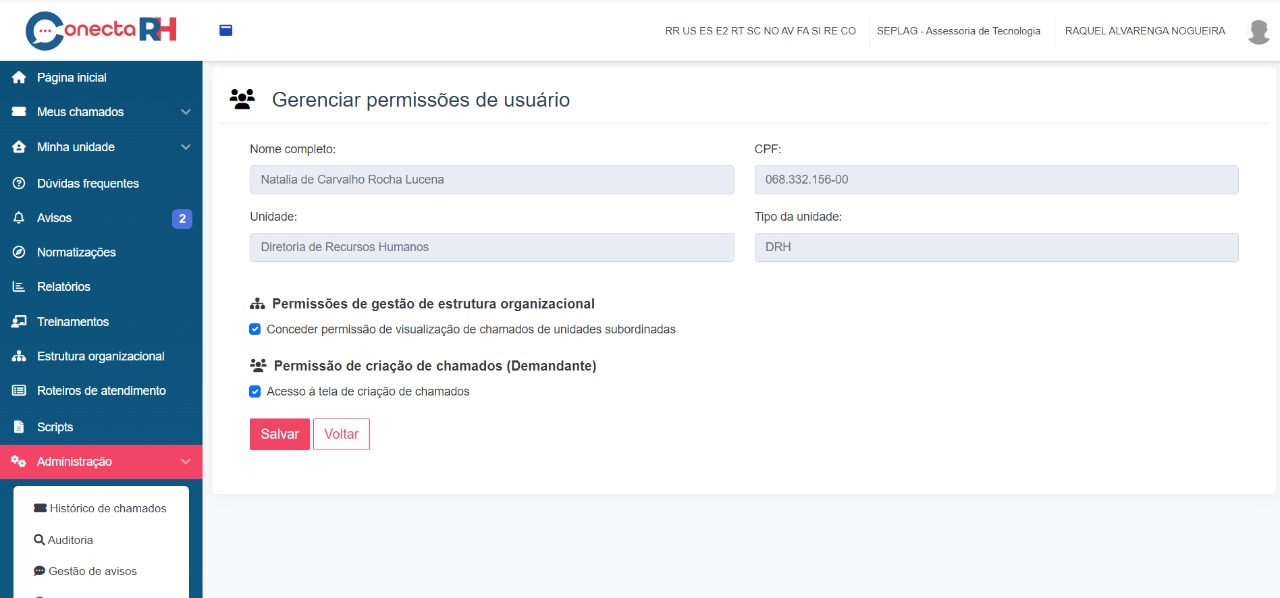 Conecta RH
RR US ES E2 RT SC NO AV FA SI RE CO
SEPLAG - Assessoria de Tecnologia
RAQUEL ALVARENGA NOGUEIRA
Página inicial
Meus chamados
Minha unidade
Dúvidas frequentes
Avisos 2
Normatizações
Relatórios
Treinamentos
Estrutura organizacional
Roteiros de atendimento
Scripts
Administração
Histórico de chamados
Auditoria
Gestão de avisos
Gerenciar permissões de usuário
Nome completo:
Natalia de Carvalho Rocha Lucena
CPF:
068.332.156-00
Unidade:
Diretoria de Recursos Humanos
Tipo da unidade:
DRH
Permissões de gestão de estrutura organizacional
Conceder permissão de visualização de chamados de unidades subordinadas
Permissão de criação de chamados (Demandante)
Acesso à tela de criação de chamados
Salvar
Voltar